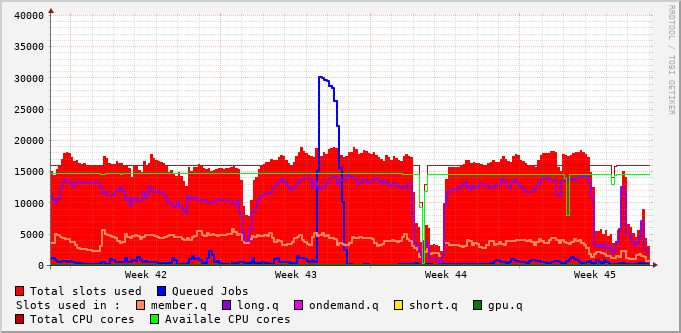 RRDTOOL / TOBI OETIKER
40000
35000
30000
25000
20000
15000
10000
5000
0
Week 42 Week 43 Week 44 Week 45
Total slots used Queued Jobs
Slots used in : member.q long.q ondemand.q short.q gpu.q
Total CPU cores Availale CPU cores